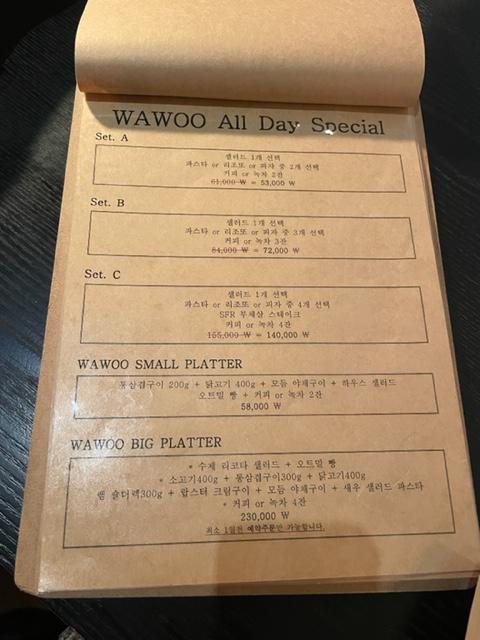 WAWOO All Day Special
Set. A
샐러드 1개 선택
파스타 or 리조또 or 피자 중 2개 선택
커피 or 녹차 2잔
61,000 ₩ = 53,000 ₩
Set. B
샐러드 1개 선택
파스타 or 리조또 or 피자 중 3개 선택
커피 or 녹차 3잔
84,000 ₩ = 72,000 ₩
Set. C
샐러드 1개 선택
파스타 or 리조또 or 피자 중 4개 선택
SFR 부채살 스테이크
커피 or 녹차 4잔
155,000 ₩ = 140,000 ₩
WAWOO SMALL PLATTER
통삼겹구이 200g + 닭고기 400g + 모듬 야채구이 + 하우스 샐러드
오트밀 빵 + 커피 or 녹차 2잔
58,000 ₩
WAWOO BIG PLATTER
* 수제 리코타 샐러드 + 오트밀 빵
* 소고기400g + 통삼겹구이300g + 닭고기400g
램 숄더랙300g + 랍스터 크림구이 + 모듬 야채구이 + 새우 샐러드 파스타
* 커피 or 녹차 4잔
230,000 ₩
최소 1일전 예약주문만 가능합니다.